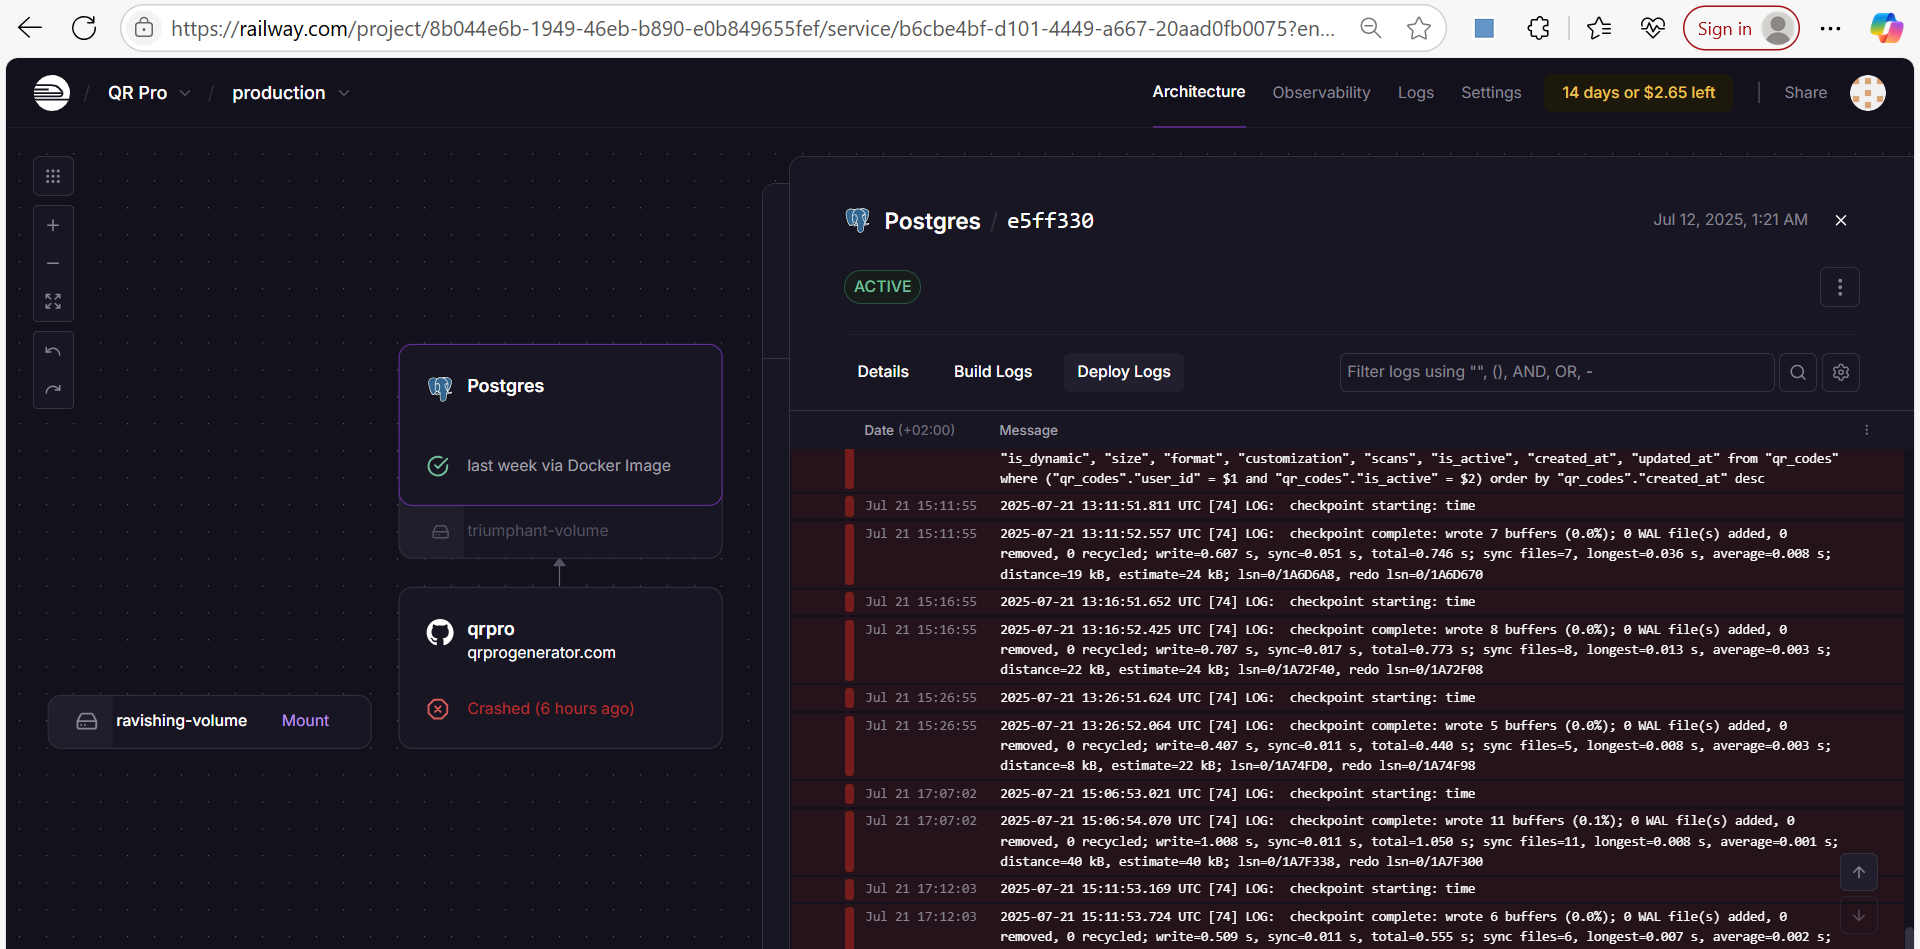 https://railway.com/project/8b044e6b-1949-46eb-b890-e0b849655fef/service/b6cbe4bf-d101-4449-a667-20aad0fb0075?en...
Sign in
/ QR Pro / production
Architecture Observability Logs Settings 14 days or $2.65 left Share
Postgres / e5ff330
Jul 12, 2025, 1:21 AM
ACTIVE
Details Build Logs Deploy Logs
Filter logs using "", (), AND, OR, -
Postgres
last week via Docker Image
triumphant-volume
qrpro
qrprogenerator.com
Crashed (6 hours ago)
ravishing-volume Mount
Date (+02:00) Message
"is_dynamic", "size", "format", "customization", "scans", "is_active", "created_at", "updated_at" from "qr_codes"
where ("qr_codes"."user_id" = $1 and "qr_codes"."is_active" = $2) order by "qr_codes"."created_at" desc
Jul 21 15:11:55 2025-07-21 13:11:51.811 UTC [74] LOG:  checkpoint starting: time
Jul 21 15:11:55 2025-07-21 13:11:52.557 UTC [74] LOG:  checkpoint complete: wrote 7 buffers (0.0%); 0 WAL file(s) added, 0
removed, 0 recycled; write=0.607 s, sync=0.051 s, total=0.746 s; sync files=7, longest=0.036 s, average=0.008 s;
distance=19 kB, estimate=24 kB; lsn=0/1A6D6A8, redo lsn=0/1A6D670
Jul 21 15:16:55 2025-07-21 13:16:51.652 UTC [74] LOG:  checkpoint starting: time
Jul 21 15:16:55 2025-07-21 13:16:52.425 UTC [74] LOG:  checkpoint complete: wrote 8 buffers (0.0%); 0 WAL file(s) added, 0
removed, 0 recycled; write=0.707 s, sync=0.017 s, total=0.773 s; sync files=8, longest=0.013 s, average=0.003 s;
distance=22 kB, estimate=24 kB; lsn=0/1A72F40, redo lsn=0/1A72F08
Jul 21 15:26:55 2025-07-21 13:26:51.624 UTC [74] LOG:  checkpoint starting: time
Jul 21 15:26:55 2025-07-21 13:26:52.064 UTC [74] LOG:  checkpoint complete: wrote 5 buffers (0.0%); 0 WAL file(s) added, 0
removed, 0 recycled; write=0.407 s, sync=0.011 s, total=0.440 s; sync files=5, longest=0.008 s, average=0.003 s;
distance=8 kB, estimate=22 kB; lsn=0/1A74FD0, redo lsn=0/1A74F98
Jul 21 17:07:02 2025-07-21 15:06:53.021 UTC [74] LOG:  checkpoint starting: time
Jul 21 17:07:02 2025-07-21 15:06:54.070 UTC [74] LOG:  checkpoint complete: wrote 11 buffers (0.1%); 0 WAL file(s) added, 0
removed, 0 recycled; write=1.008 s, sync=0.011 s, total=1.050 s; sync files=11, longest=0.008 s, average=0.001 s;
distance=40 kB, estimate=40 kB; lsn=0/1A7F338, redo lsn=0/1A7F300
Jul 21 17:12:03 2025-07-21 15:11:53.169 UTC [74] LOG:  checkpoint starting: time
Jul 21 17:12:03 2025-07-21 15:11:53.724 UTC [74] LOG:  checkpoint complete: wrote 6 buffers (0.0%); 0 WAL file(s) added, 0
removed, 0 recycled; write=0.509 s, sync=0.011 s, total=0.555 s; sync files=6, longest=0.007 s, average=0.002 s;